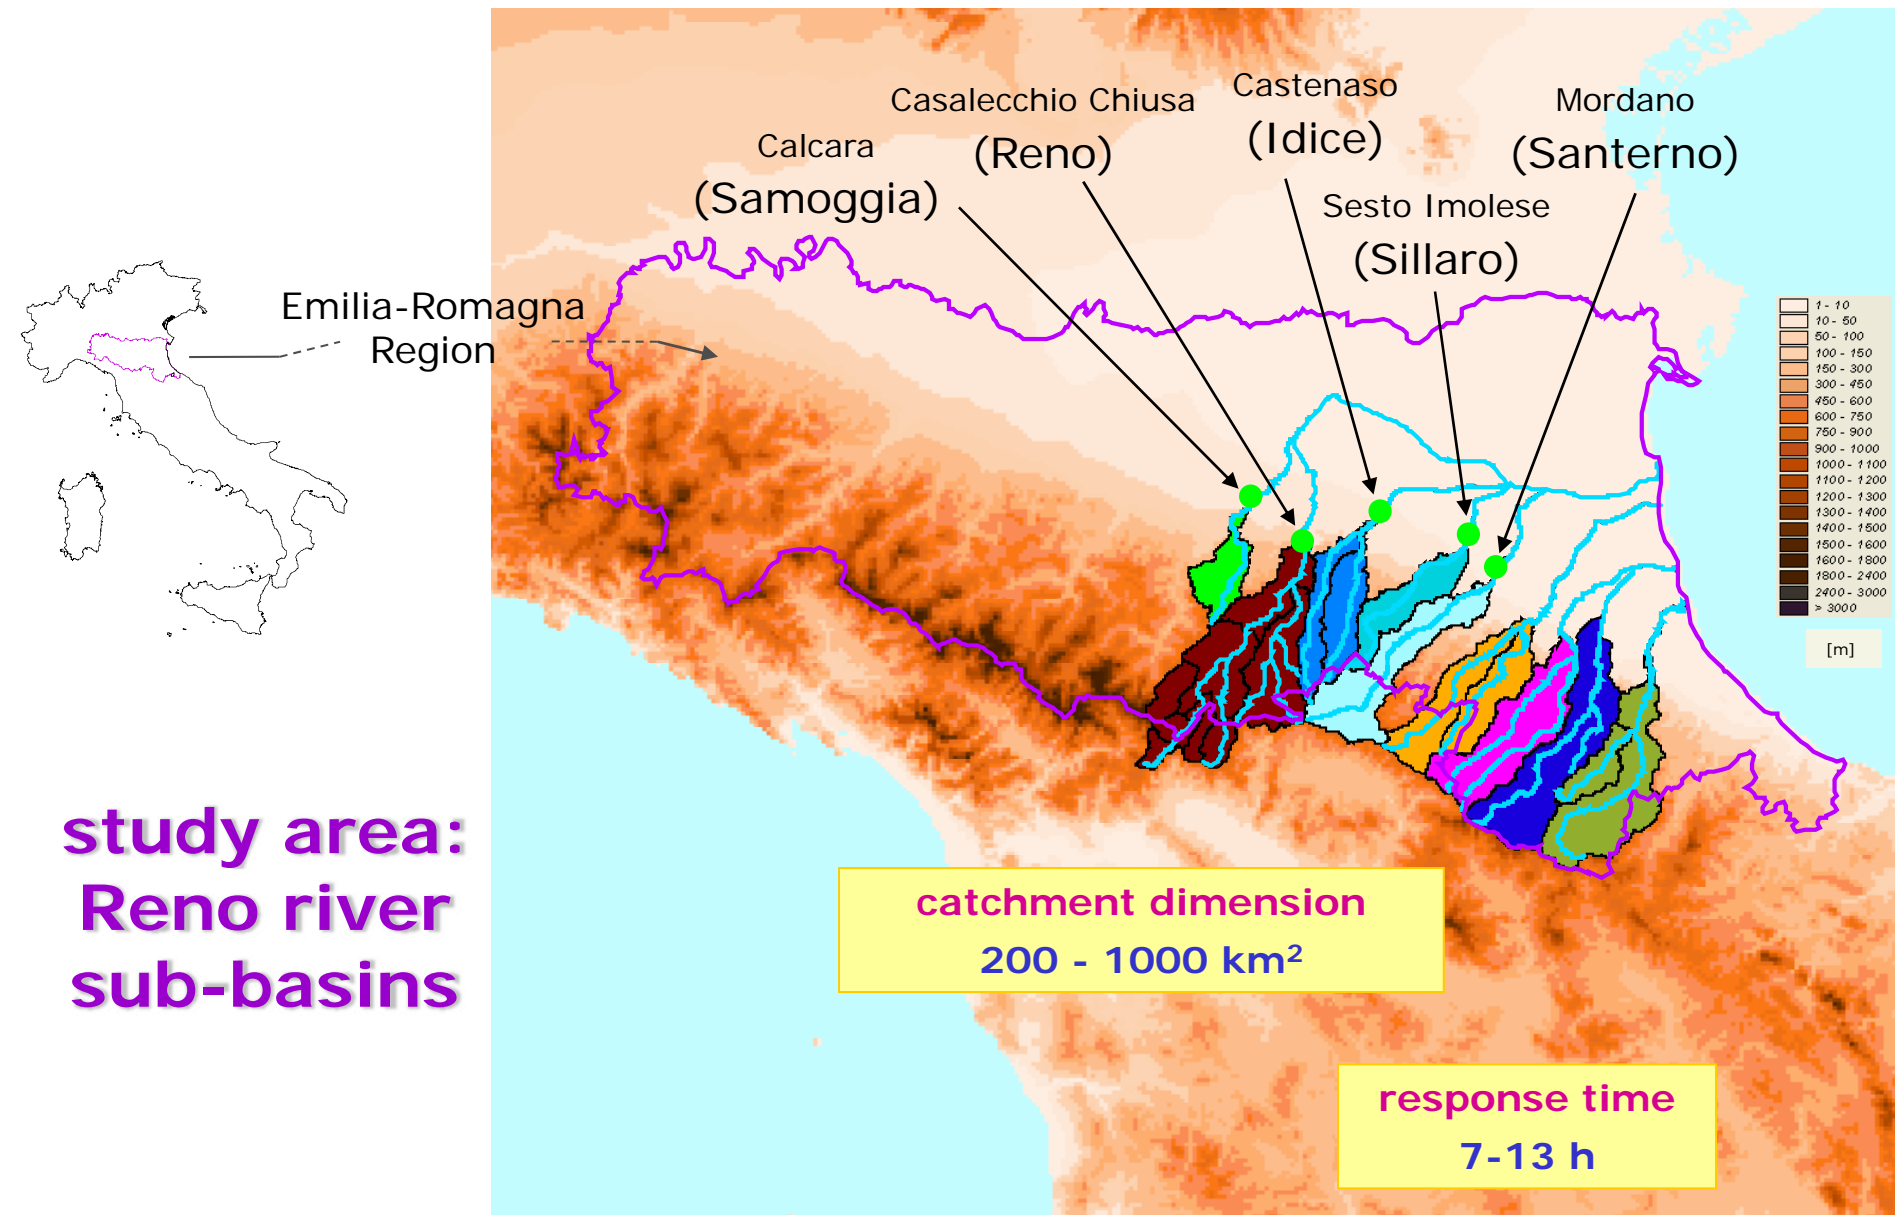 Castenaso
(Idice)
Casalecchio Chiusa
(Reno)
Mordano
(Santerno)
Calcara
(Samoggia)
Sesto Imolese
(Sillaro)
Emilia-Romagna
Region
1 - 10
10 - 50
50 - 100
100 - 150
150 - 300
300 - 450
450 - 600
600 - 750
750 - 900
900 - 1000
1000 - 1100
1100 - 1200
1200 - 1300
1300 - 1400
1400 - 1500
1500 - 1600
1600 - 1800
1800 - 2400
2400 - 3000
> 3000
[m]
study area:
Reno river
sub-basins
catchment dimension
200 - 1000 km²
response time
7-13 h